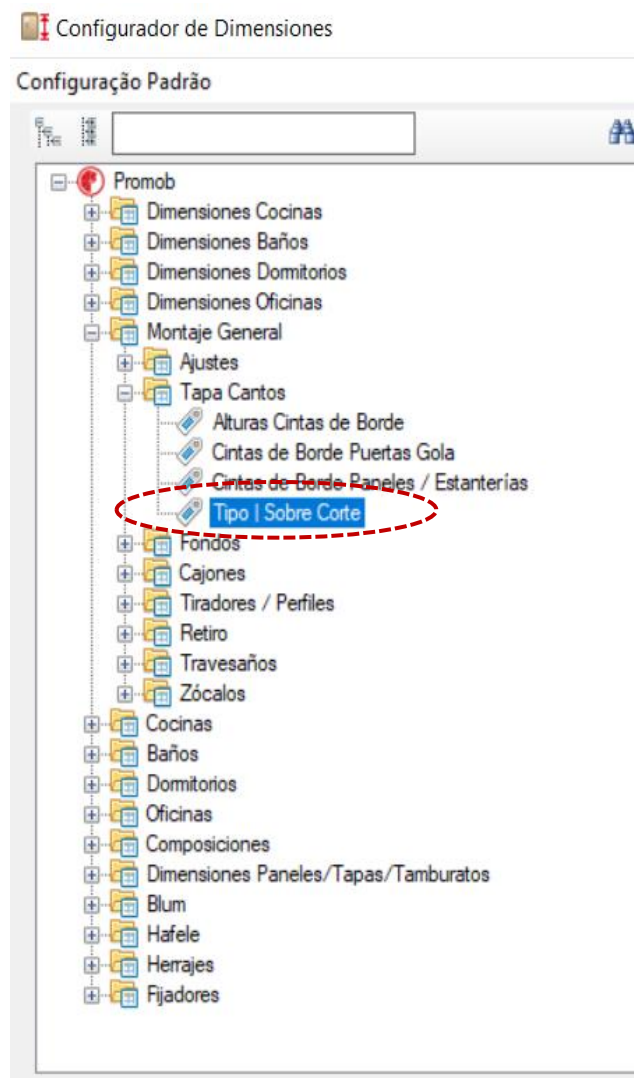 Configurador de Dimensiones
Configuração Padrão
Promob
Dimensiones Cocinas
Dimensiones Baños
Dimensiones Dormitorios
Dimensiones Oficinas
Montaje General
Ajustes
Tapa Cantos
Alturas Cintas de Borde
Cintas de Borde Puertas Gola
Cintas de Borde Paneles / Estanterías
Tipo | Sobre Corte
Fondos
Cajones
Tiradores / Perfiles
Retiro
Travesaños
Zócalos
Cocinas
Baños
Dormitorios
Oficinas
Composiciones
Dimensiones Paneles/Tapas/Tamburatos
Blum
Hafele
Herrajes
Fijadores